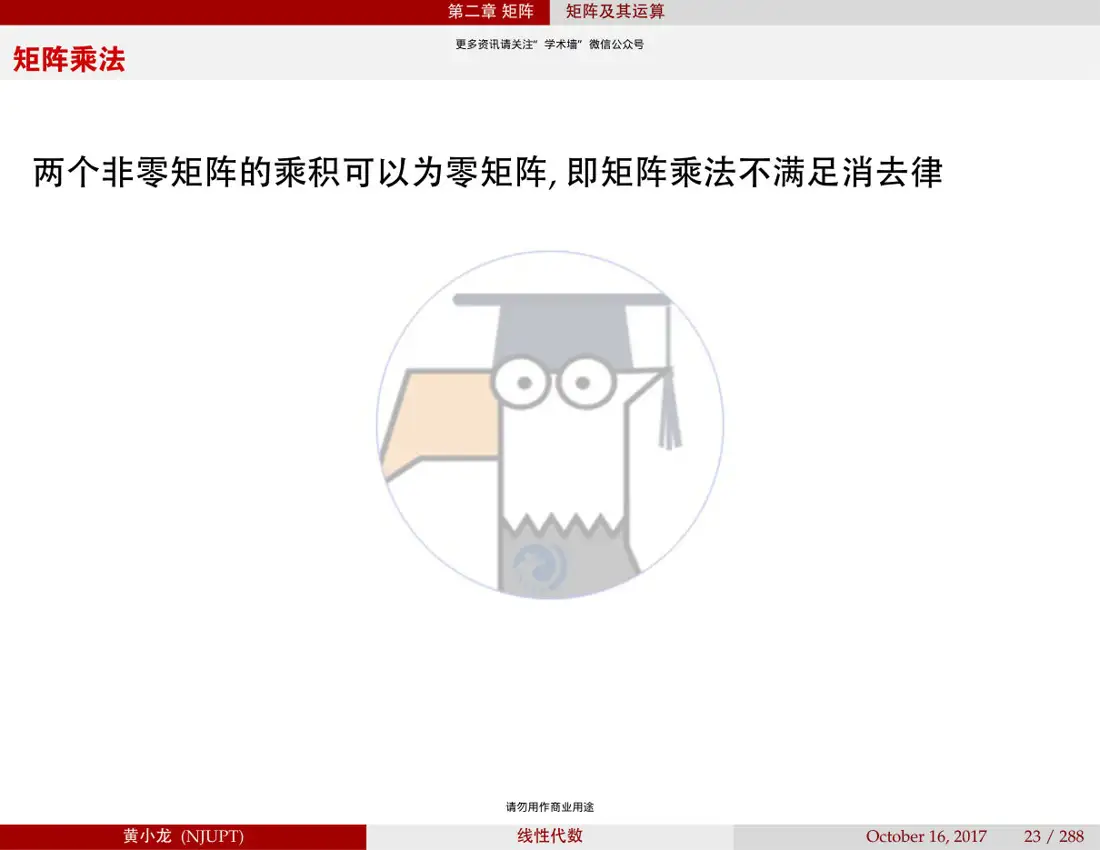 第二章 矩阵 矩阵及其运算
更多资讯请关注“学术墙”微信公众号
矩阵乘法
两个非零矩阵的乘积可以为零矩阵, 即矩阵乘法不满足消去律
请勿用作商业用途
黄小龙 (NJUPT) 线性代数 October 16, 2017 23 / 288